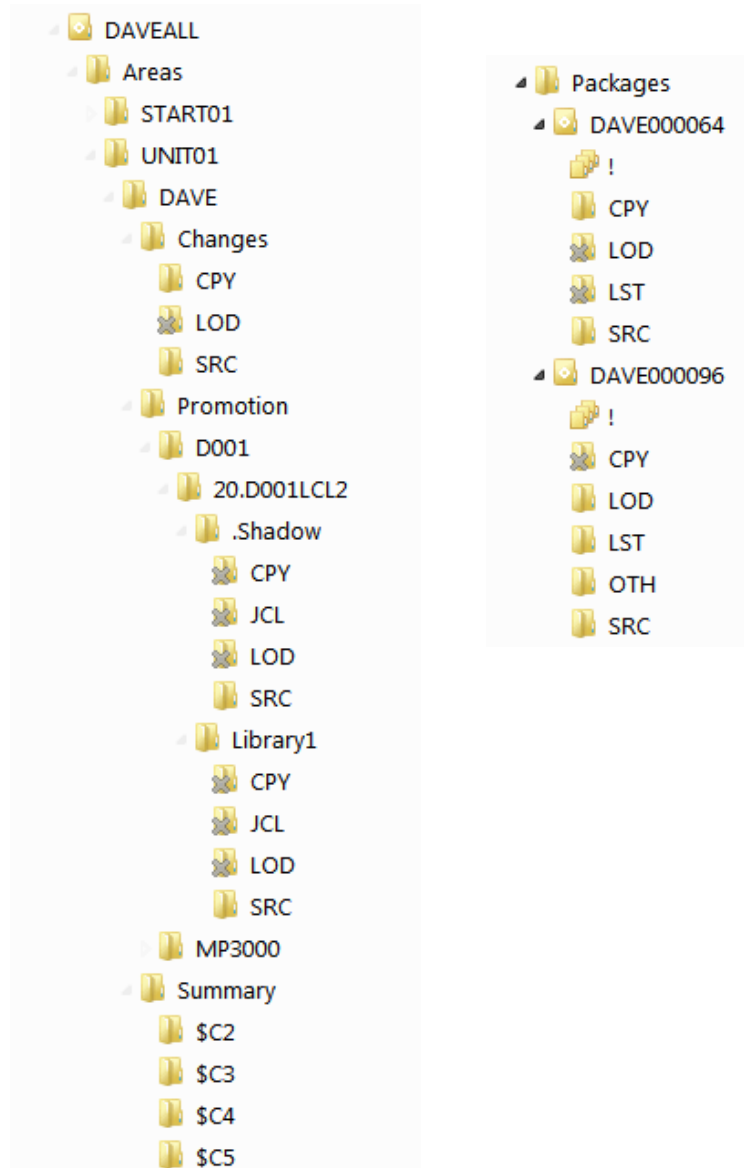 DAVEALL
Areas
START01
UNIT01
DAVE
Changes
CPY
LOD
SRC
Promotion
D001
20.D001LCL2
.Shadow
CPY
JCL
LOD
SRC
Library1
CPY
JCL
LOD
SRC
MP3000
Summary
$C2
$C3
$C4
$C5
Packages
DAVE000064
!
CPY
LOD
LST
SRC
DAVE000096
!
CPY
LOD
LST
OTH
SRC